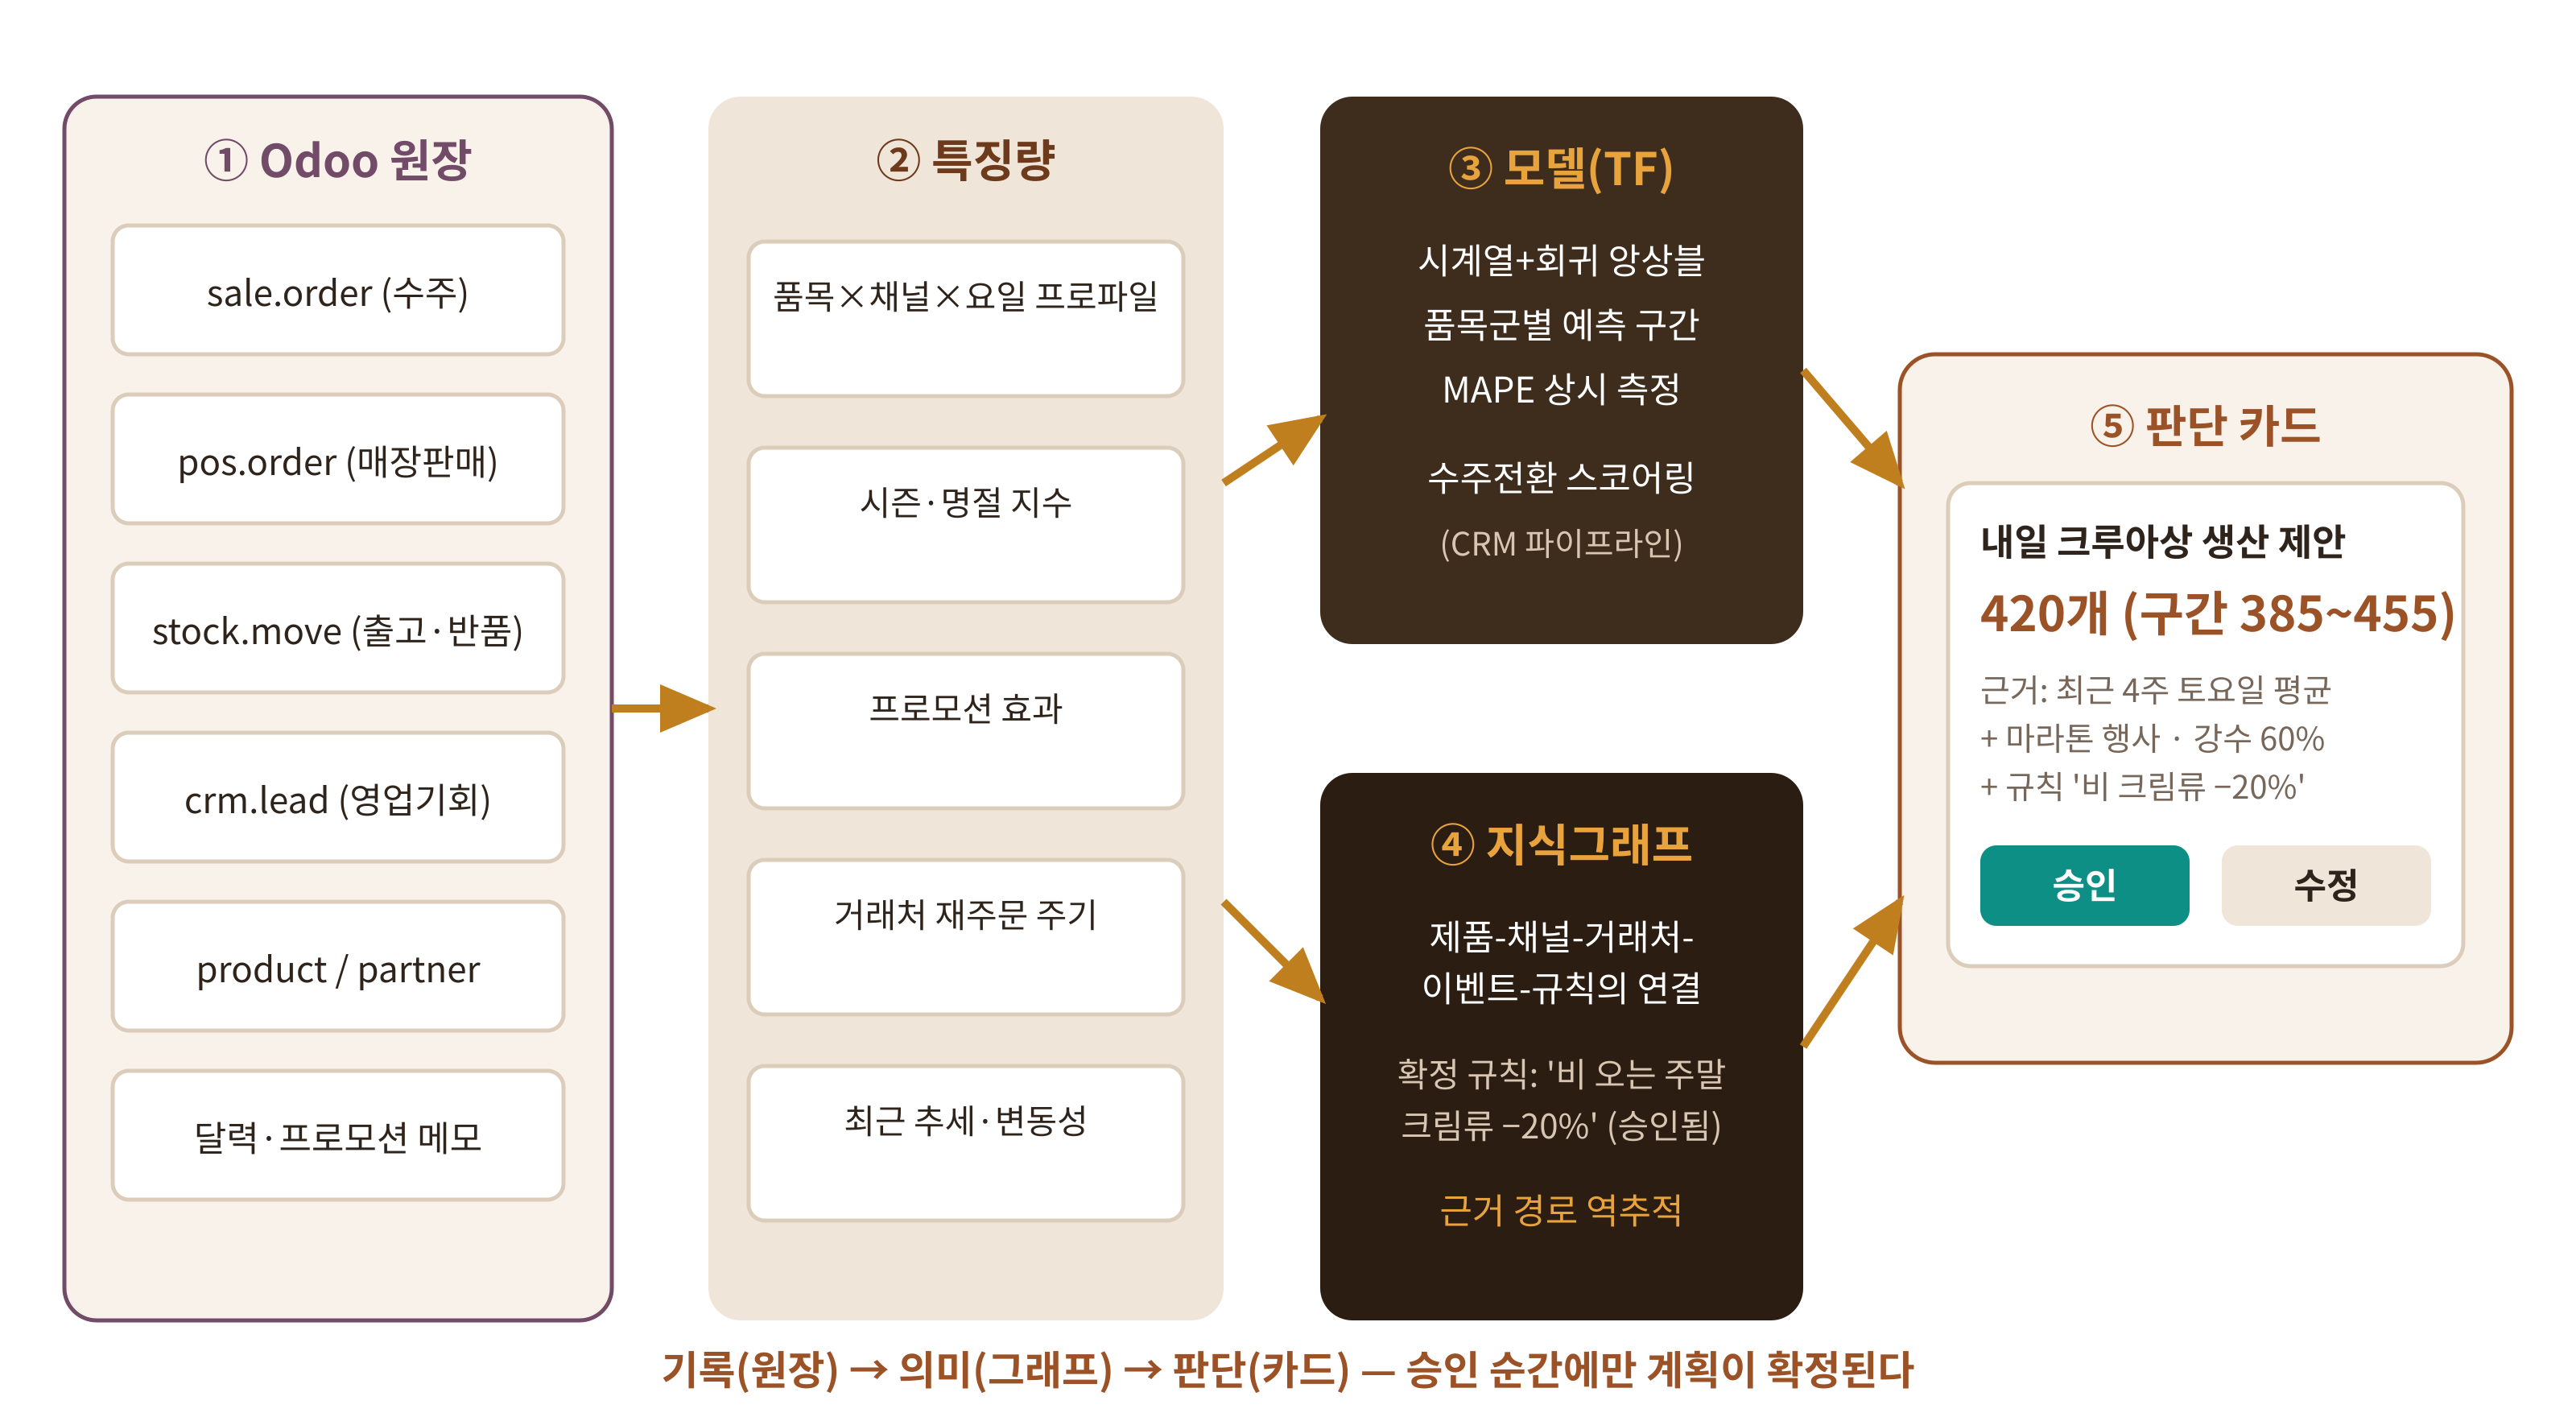 ① Odoo 원장
sale.order (수주)
pos.order (매장판매)
stock.move (출고·반품)
crm.lead (영업기회)
product / partner
달력·프로모션 메모
② 특징량
품목×채널×요일 프로파일
시즌·명절 지수
프로모션 효과
거래처 재주문 주기
최근 추세·변동성
③ 모델(TF)
시계열+회귀 앙상블
품목군별 예측 구간
MAPE 상시 측정
수주전환 스코어링
(CRM 파이프라인)
④ 지식그래프
제품-채널-거래처-
이벤트-규칙의 연결
확정 규칙: '비 오는 주말
크림류 −20%' (승인됨)
근거 경로 역추적
⑤ 판단 카드
내일 크루아상 생산 제안
420개 (구간 385~455)
근거: 최근 4주 토요일 평균
+ 마라톤 행사 · 강수 60%
+ 규칙 '비 크림류 −20%'
승인
수정
기록(원장) → 의미(그래프) → 판단(카드) — 승인 순간에만 계획이 확정된다